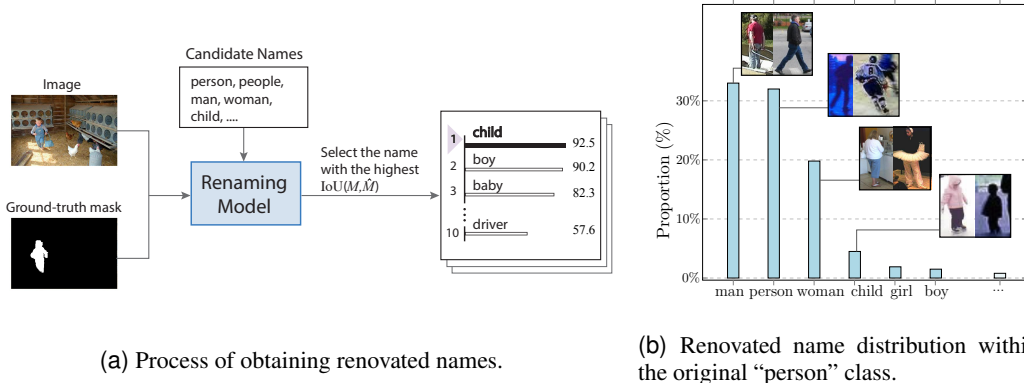 Candidate Names
person, people,
man, woman,
child, ....
Image
Ground-truth mask
Renaming
Model
Select the name
with the highest
IoU(M,M̂)
1 child 92.5
2 boy 90.2
3 baby 82.3
⋮
10 driver 57.6
(a) Process of obtaining renovated names.
Proportion (%)
30%
20%
10%
0%
man person woman child girl boy ...
(b) Renovated name distribution withi
the original “person” class.